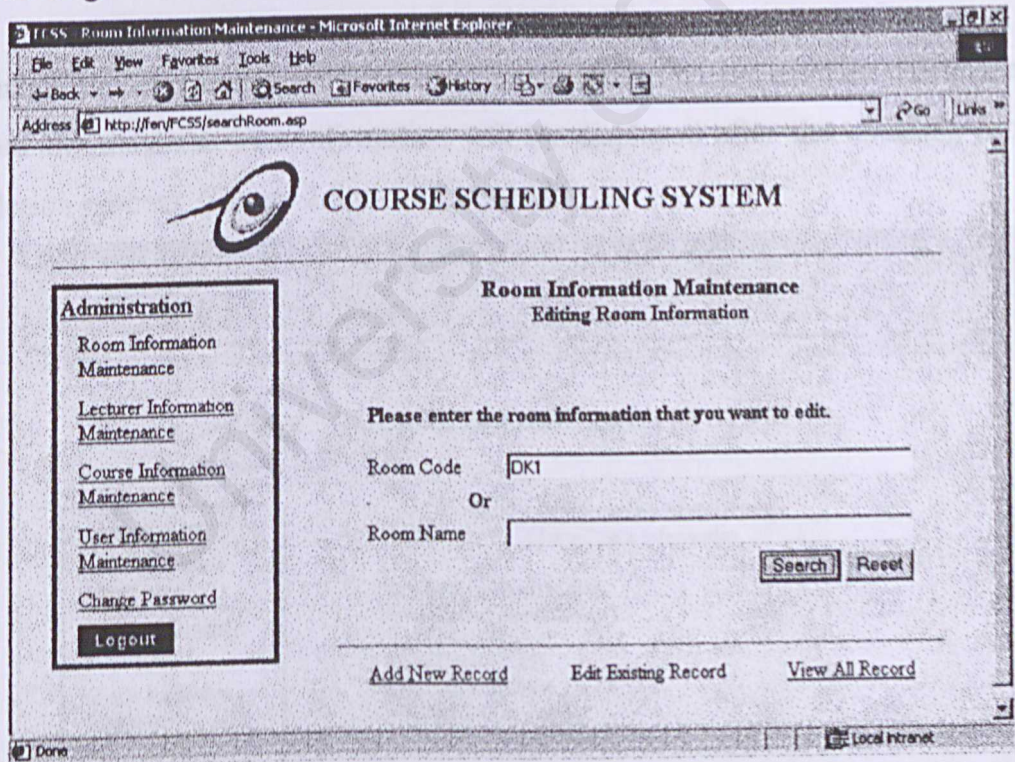 FCSS - Room Information Maintenance - Microsoft Internet Explorer
File Edit View Favorites Tools Help
Back Search Favorites History
Address http://fen/FCSS/searchRoom.asp Go Links
COURSE SCHEDULING SYSTEM
Administration
Room Information
Maintenance
Lecturer Information
Maintenance
Course Information
Maintenance
User Information
Maintenance
Change Password
Logout
Room Information Maintenance
Editing Room Information
Please enter the room information that you want to edit.
Room Code DK1
Or
Room Name
Search Reset
Add New Record Edit Existing Record View All Record
Done Local intranet